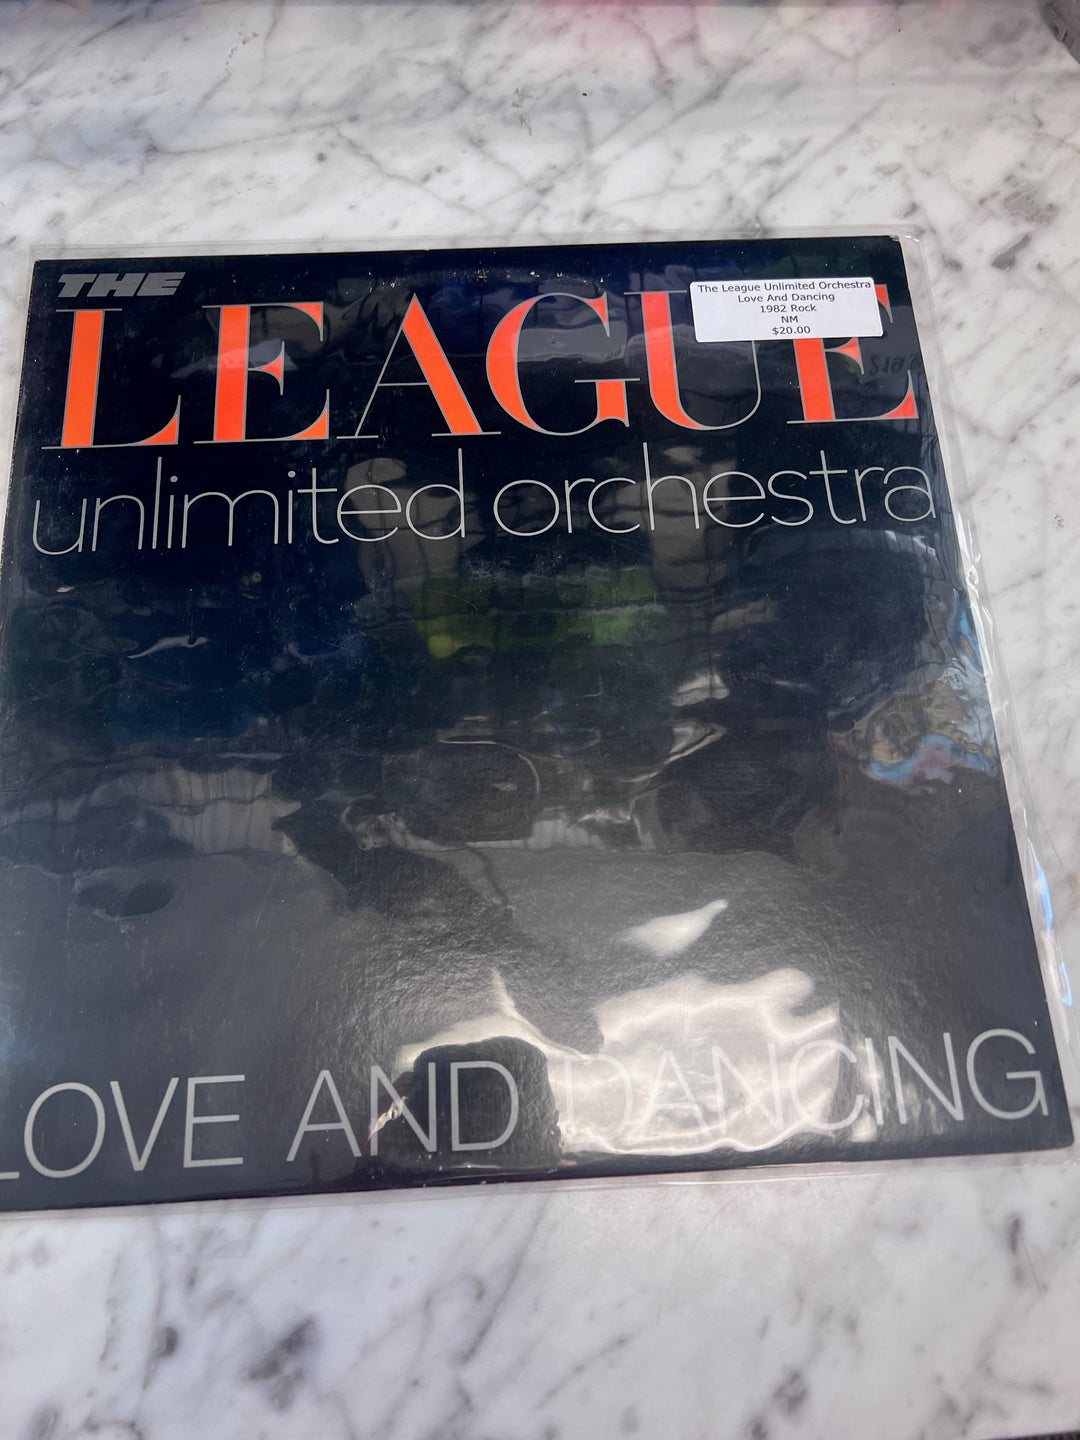 THE
LEAGUE
unlimited orchestra
The League Unlimited Orchestra
Love And Dancing
1982 Rock
NM
$20.00
LOVE AND DANCING